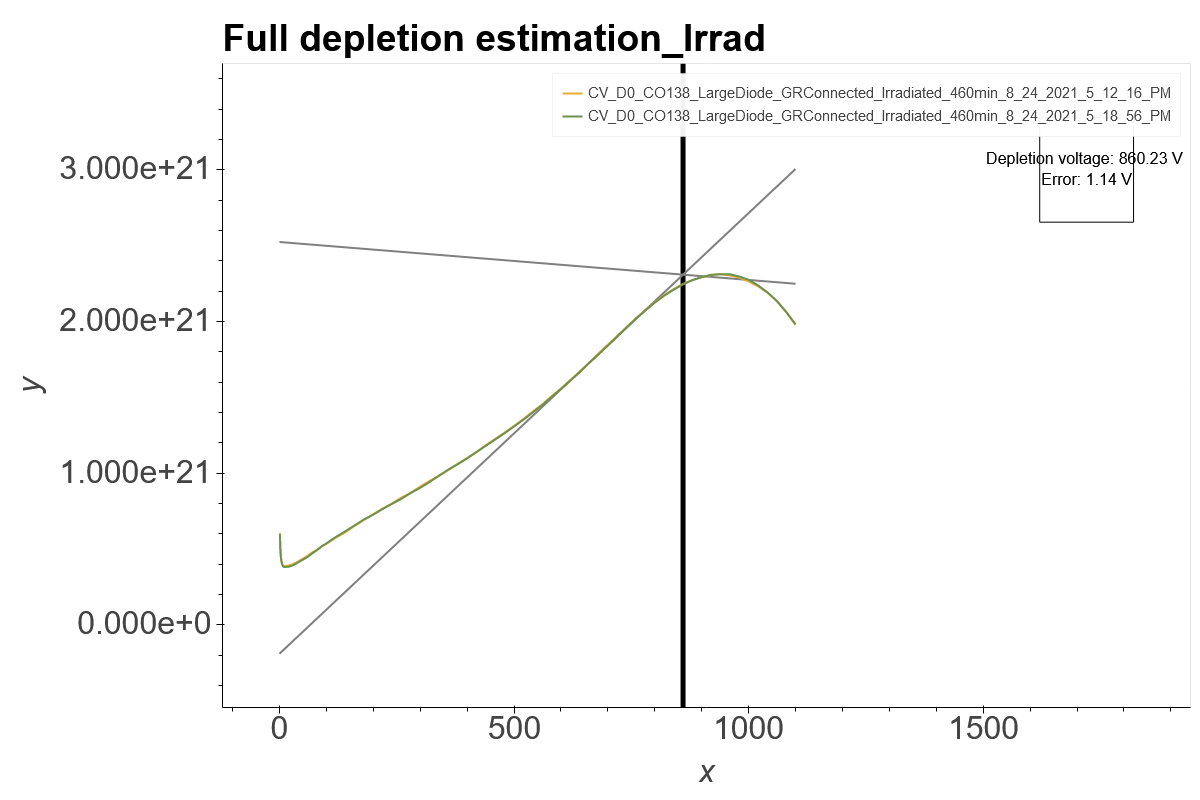 Full depletion estimation_Irrad
CV_D0_CO138_LargeDiode_GRConnected_Irradiated_460min_8_24_2021_5_12_16_PM
CV_D0_CO138_LargeDiode_GRConnected_Irradiated_460min_8_24_2021_5_18_56_PM
Depletion voltage: 860.23 V
Error: 1.14 V
3.000e+21
2.000e+21
1.000e+21
0.000e+0
y
0
500
1000
1500
x